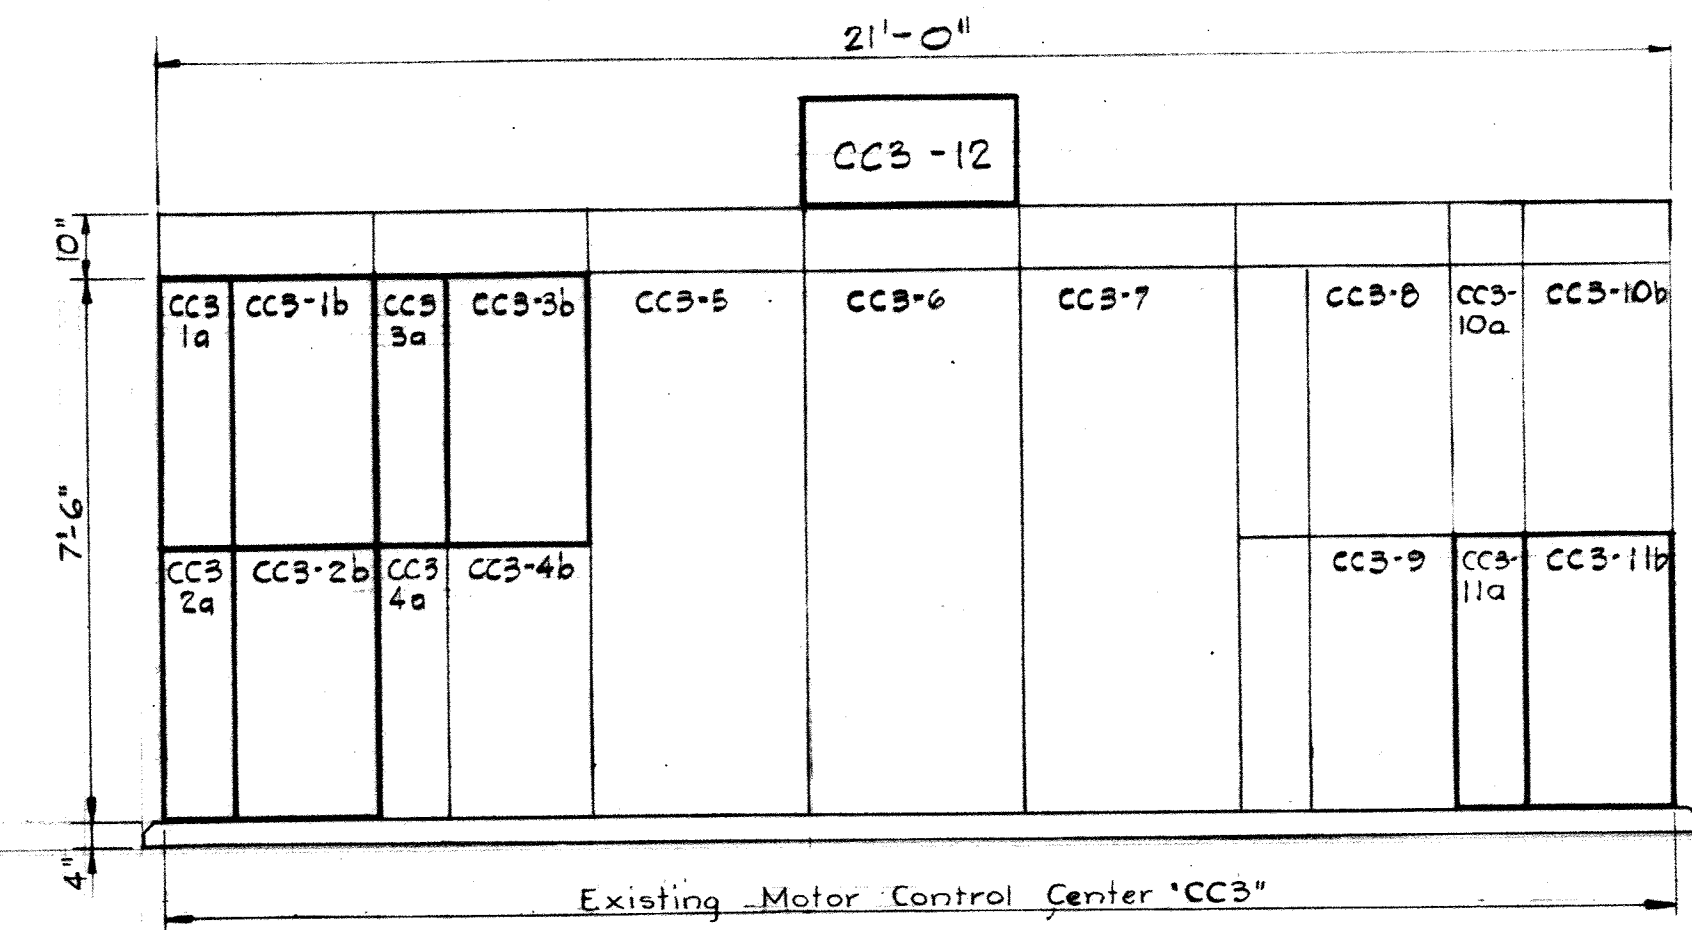 21'-0"
CC3 -12
10"
CC3
1a
CC3-1b
CC3
3a
CC3-3b
CC3-5
CC3-6
CC3-7
CC3-8
CC3-
10a
CC3-10b
7'-6"
CC3
2a
CC3-2b
CC3
4a
CC3-4b
CC3-9
CC3-
11a
CC3-11b
4"
Existing Motor Control Center "CC3"